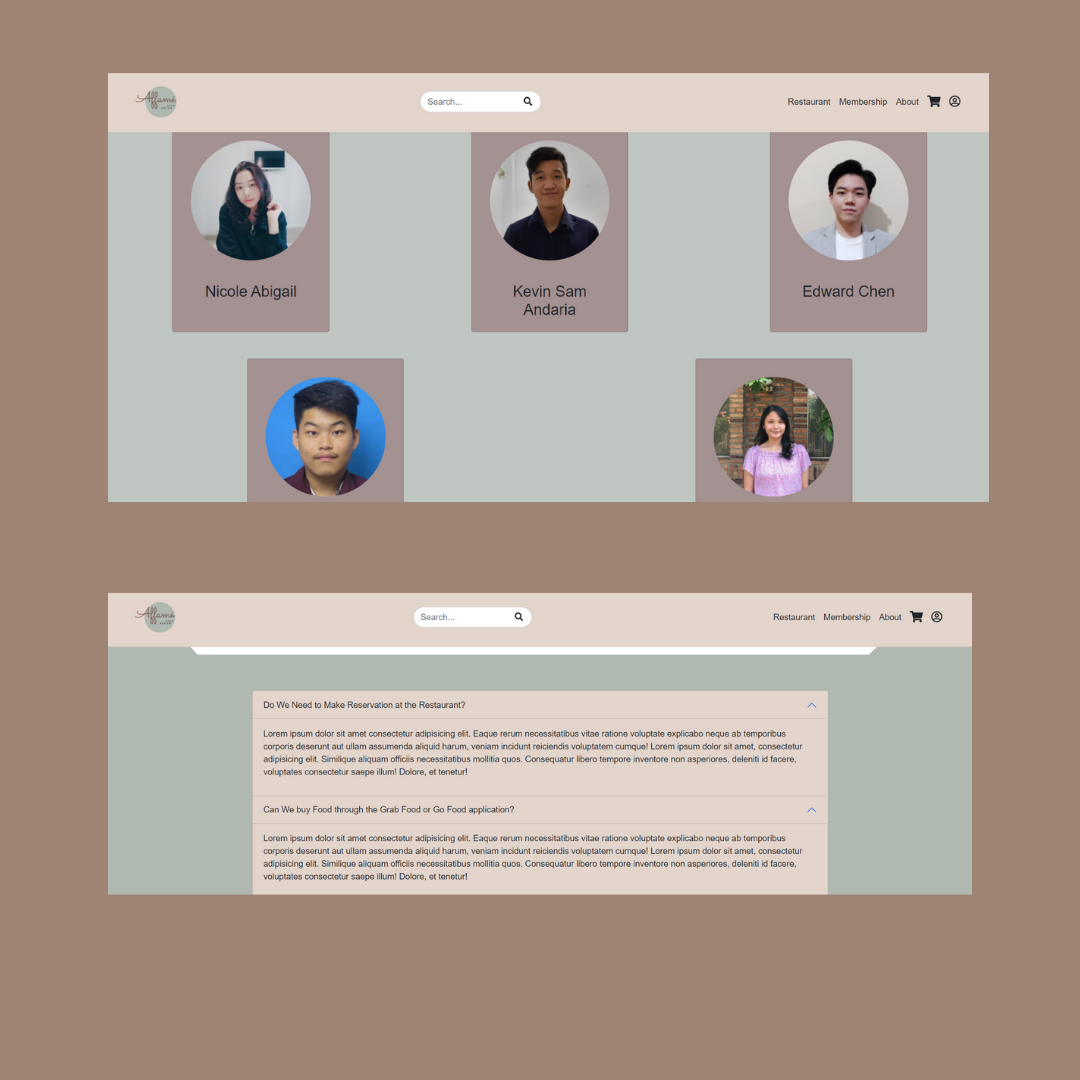 Affamé
Search...
Restaurant Membership About
Nicole Abigail
Kevin Sam
Andaria
Edward Chen
Affamé
Search...
Restaurant Membership About
Do We Need to Make Reservation at the Restaurant?
Lorem ipsum dolor sit amet consectetur adipisicing elit. Eaque rerum necessitatibus vitae ratione voluptate explicabo neque ab temporibus
corporis deserunt aut ullam assumenda aliquid harum, veniam incidunt reiciendis voluptatem cumque! Lorem ipsum dolor sit amet, consectetur
adipisicing elit. Similique aliquam officiis necessitatibus mollitia quos. Consequatur libero tempore inventore non asperiores, deleniti id facere,
voluptates consectetur saepe illum! Dolore, et tenetur!
Can We buy Food through the Grab Food or Go Food application?
Lorem ipsum dolor sit amet consectetur adipisicing elit. Eaque rerum necessitatibus vitae ratione voluptate explicabo neque ab temporibus
corporis deserunt aut ullam assumenda aliquid harum, veniam incidunt reiciendis voluptatem cumque! Lorem ipsum dolor sit amet, consectetur
adipisicing elit. Similique aliquam officiis necessitatibus mollitia quos. Consequatur libero tempore inventore non asperiores, deleniti id facere,
voluptates consectetur saepe illum! Dolore, et tenetur!